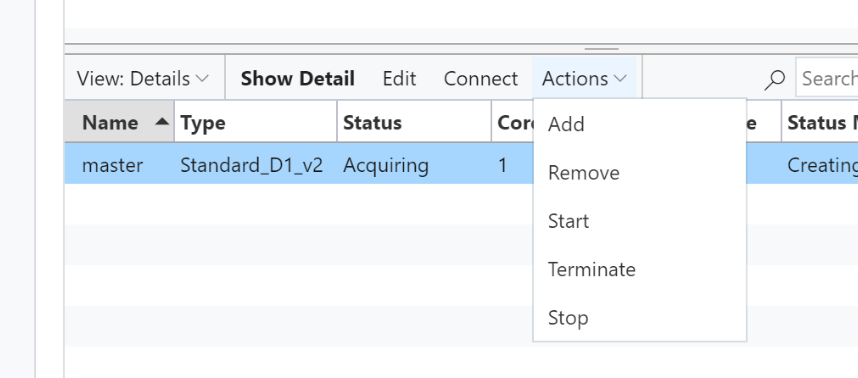 View: Details Show Detail Edit Connect Actions Search
Name Type Status Status
master Standard_D1_v2 Acquiring 1 Creating
Add
Remove
Start
Terminate
Stop